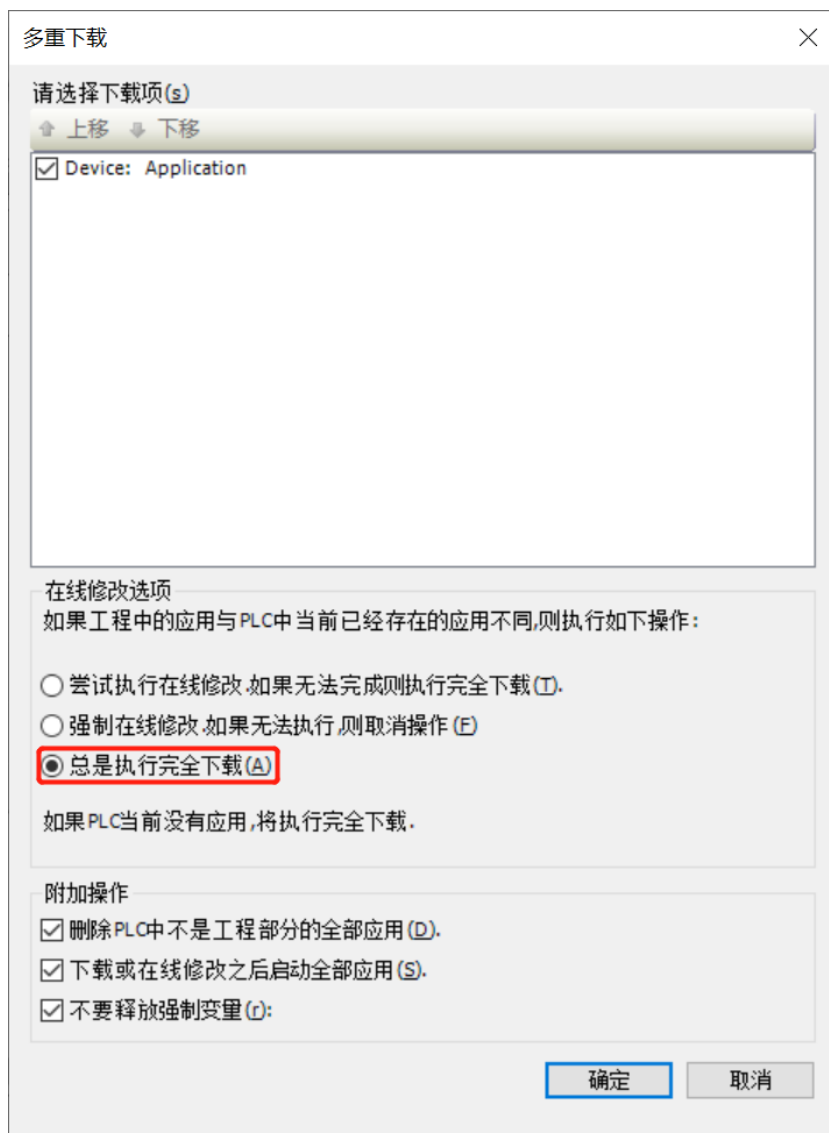 多重下载
请选择下载项(s)
上移 下移
Device: Application
在线修改选项
如果工程中的应用与PLC中当前已经存在的应用不同,则执行如下操作:
尝试执行在线修改.如果无法完成则执行完全下载(T).
强制在线修改.如果无法执行,则取消操作(F)
总是执行完全下载(A)
如果PLC当前没有应用,将执行完全下载.
附加操作
删除PLC中不是工程部分的全部应用(D).
下载或在线修改之后启动全部应用(S).
不要释放强制变量(r):
确定 取消